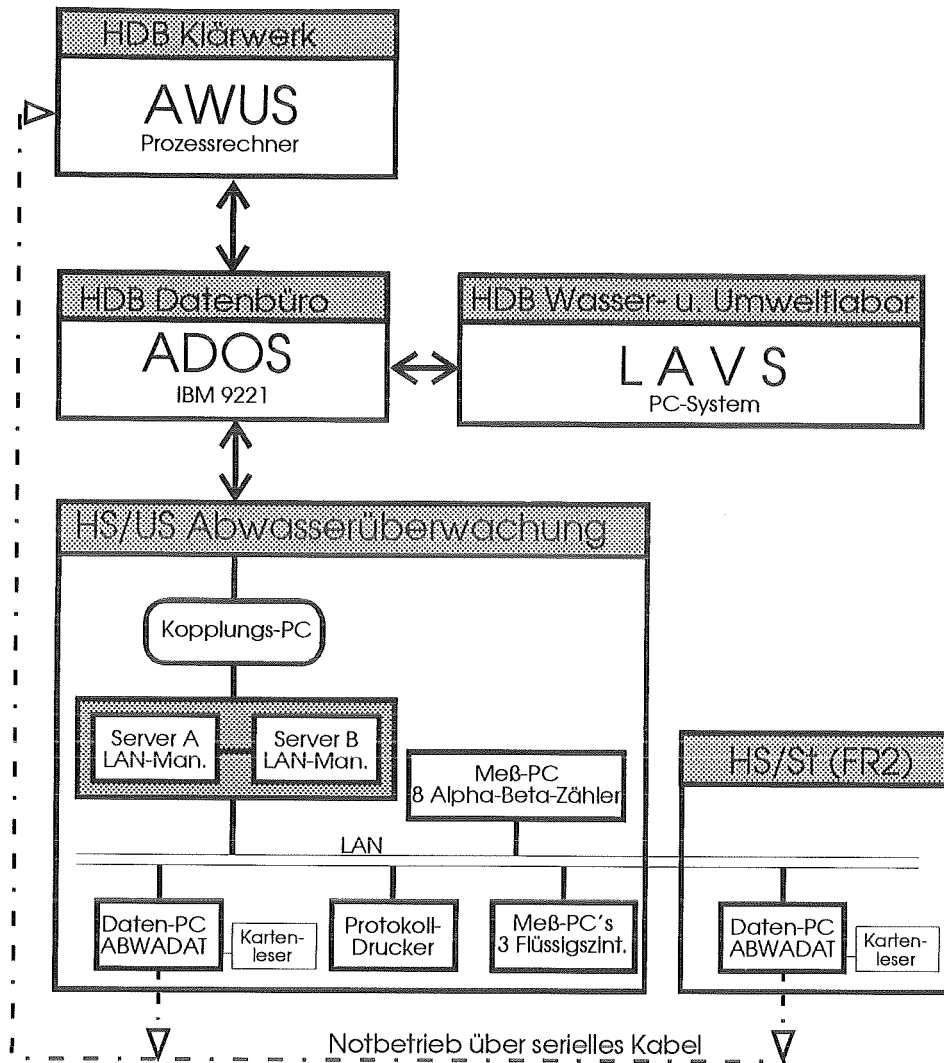 HDB Klärwerk
AWUS
Prozessrechner
HDB Datenbüro
ADOS
IBM 9221
HDB Wasser- u. Umweltlabor
L A V S
PC-System
HS/US Abwasserüberwachung
Kopplungs-PC
Server A
LAN-Man.
Server B
LAN-Man.
Meß-PC
8 Alpha-Beta-Zähler
HS/St (FR2)
LAN
Daten-PC
ABWADAT
Karten-
leser
Protokoll-
Drucker
Meß-PC´s
3 Flüssigszint.
Daten-PC
ABWADAT
Karten-
leser
Notbetrieb über serielles Kabel